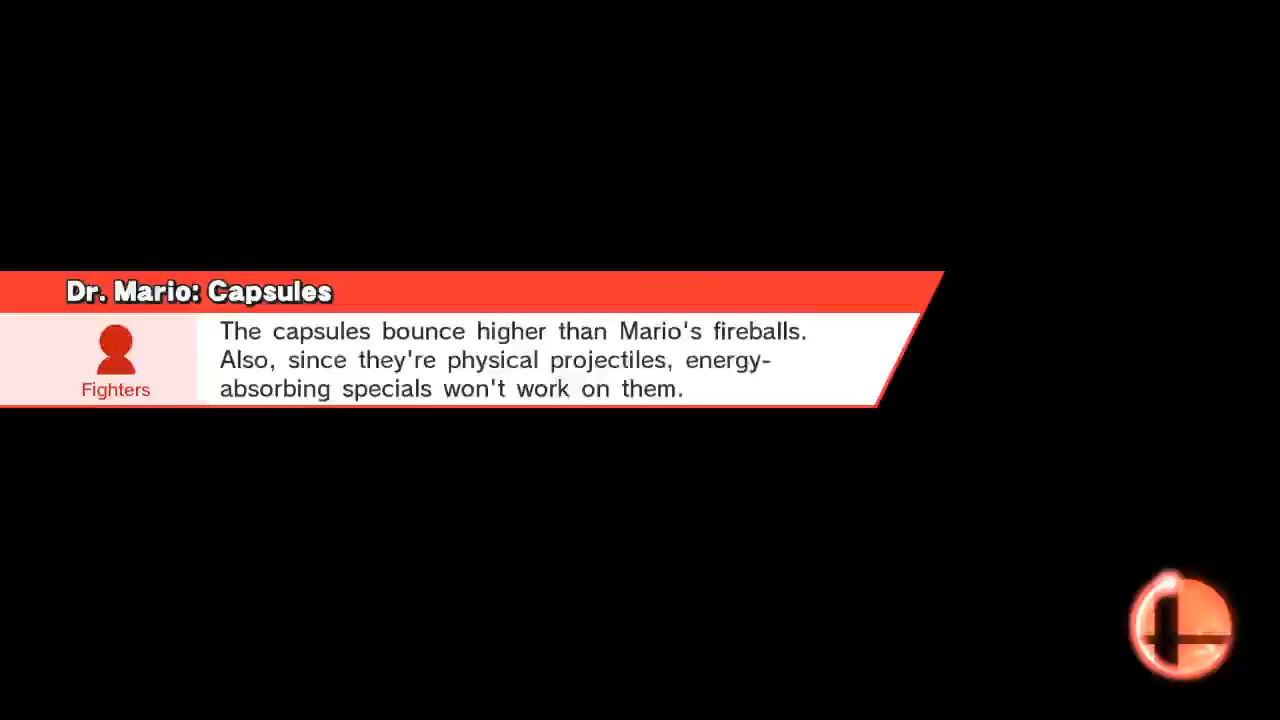 Dr. Mario: Capsules
The capsules bounce higher than Mario's fireballs.
Also, since they're physical projectiles, energy-
absorbing specials won't work on them.
Fighters